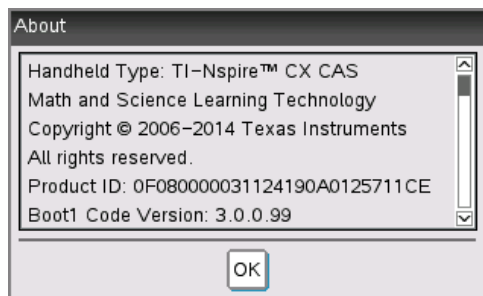 About
Handheld Type: TI-Nspire™ CX CAS
Math and Science Learning Technology
Copyright © 2006-2014 Texas Instruments
All rights reserved.
Product ID: 0F080000031124190A0125711CE
Boot1 Code Version: 3.0.0.99
OK